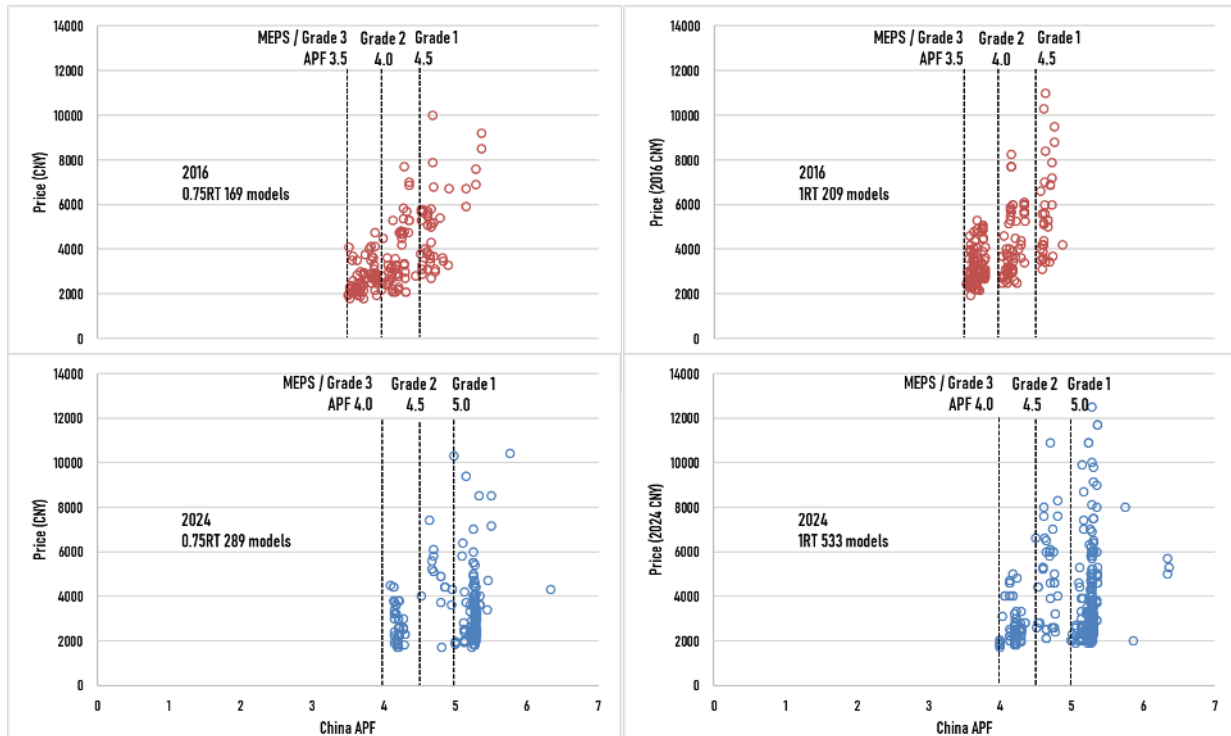 14000
12000
10000
8000
6000
4000
2000
0
Price (CNY)
MEPS / Grade 3 Grade 2 Grade 1
APF 3.5 4.0 4.5
2016
0.75RT 169 models
14000
12000
10000
8000
6000
4000
2000
0
Price (2016 CNY)
MEPS / Grade 3 Grade 2 Grade 1
APF 3.5 4.0 4.5
2016
1RT 209 models
14000
12000
10000
8000
6000
4000
2000
0
Price (CNY)
MEPS / Grade 3 Grade 2 Grade 1
APF 4.0 4.5 5.0
2024
0.75RT 289 models
0 1 2 3 4 5 6 7
China APF
14000
12000
10000
8000
6000
4000
2000
0
Price (2024 CNY)
MEPS / Grade 3 Grade 2 Grade 1
APF 4.0 4.5 5.0
2024
1RT 533 models
0 1 2 3 4 5 6 7
China APF